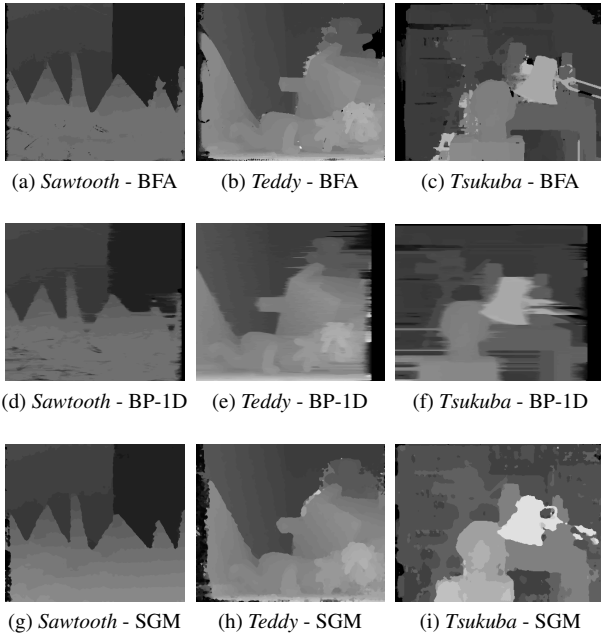 (a) Sawtooth - BFA
(b) Teddy - BFA
(c) Tsukuba - BFA
(d) Sawtooth - BP-1D
(e) Teddy - BP-1D
(f) Tsukuba - BP-1D
(g) Sawtooth - SGM
(h) Teddy - SGM
(i) Tsukuba - SGM